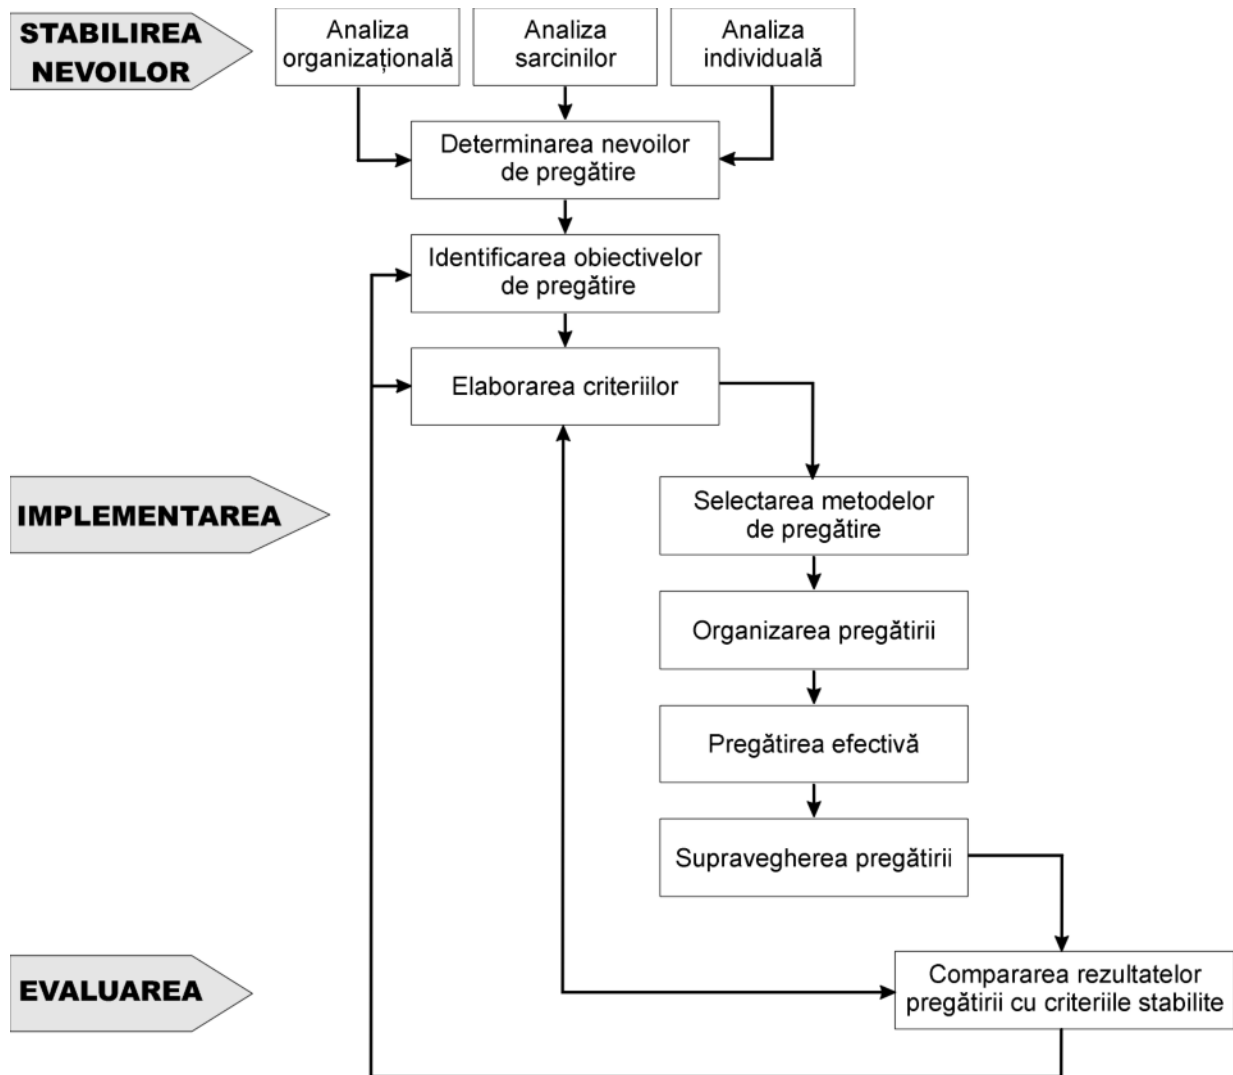 STABILIREA
NEVOILOR
Analiza
organizațională
Analiza
sarcinilor
Analiza
individuală
Determinarea nevoilor
de pregătire
Identificarea obiectivelor
de pregătire
Elaborarea criteriilor
IMPLEMENTAREA
Selectarea metodelor
de pregătire
Organizarea pregătirii
Pregătirea efectivă
Supravegherea pregătirii
EVALUAREA
Compararea rezultatelor
pregătirii cu criteriile stabilite